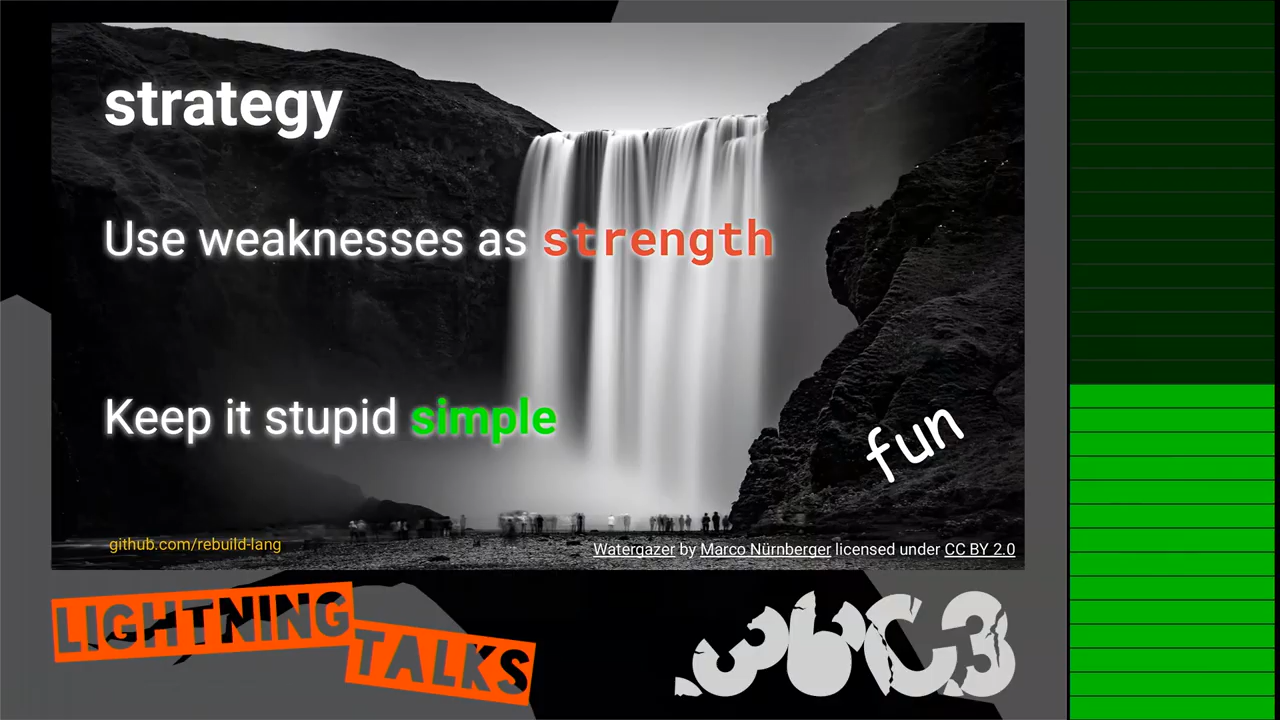 strategy
Use weaknesses as strength
Keep it stupid simple
fun
github.com/rebuild-lang
Watergazer by Marco Nürnberger licensed under CC BY 2.0
LIGHTNING
TALKS
36C3